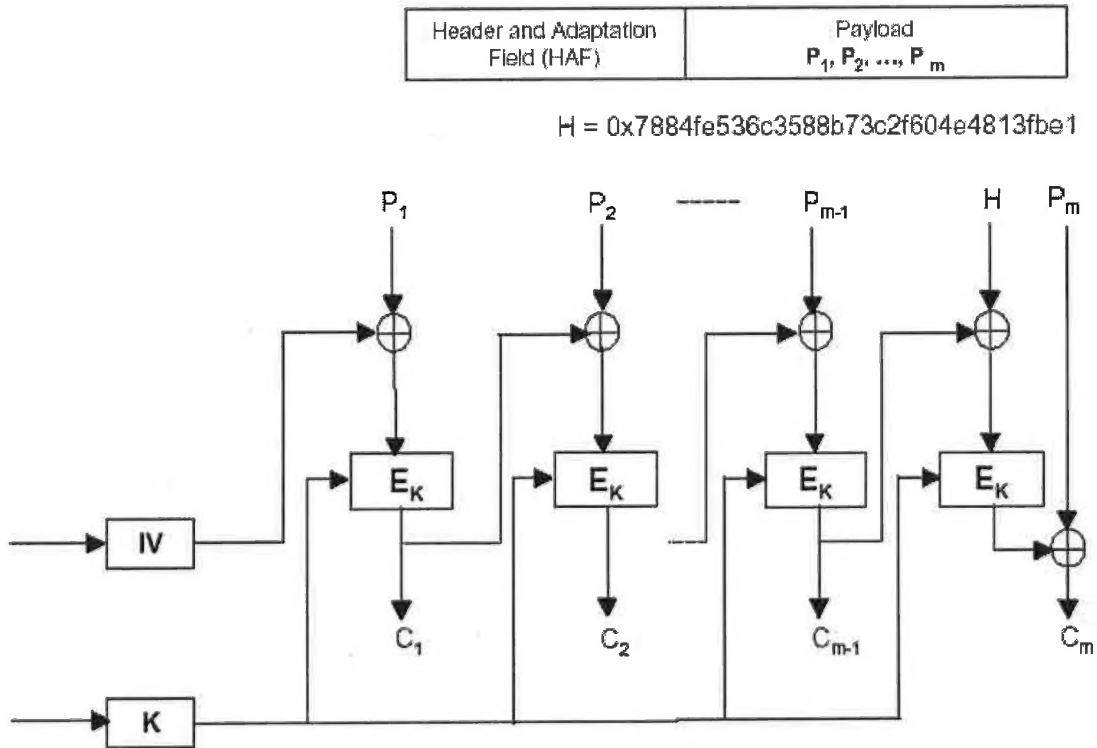 Header and Adaptation
Field (HAF)
Payload
P1, P2, ..., Pm
H = 0x7884fe536c3588b73c2f604e4813fbe1
P1
P2
Pm-1
H
Pm
EK
EK
EK
EK
IV
C1
C2
Cm-1
Cm
K